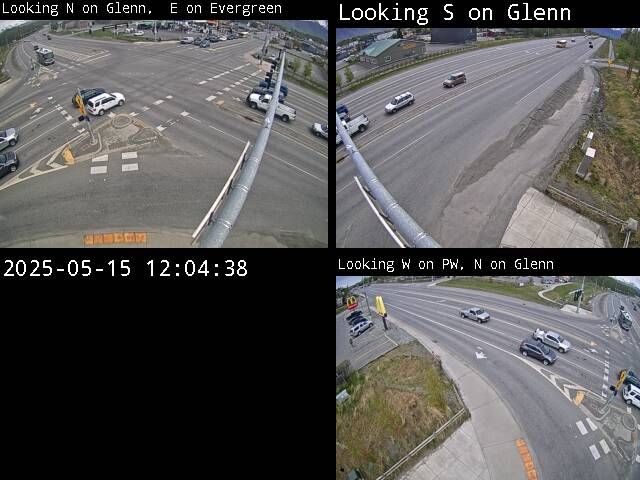 Looking N on Glenn,  E on Evergreen
Looking S on Glenn
2025-05-15 12:04:38
Looking W on PW, N on Glenn